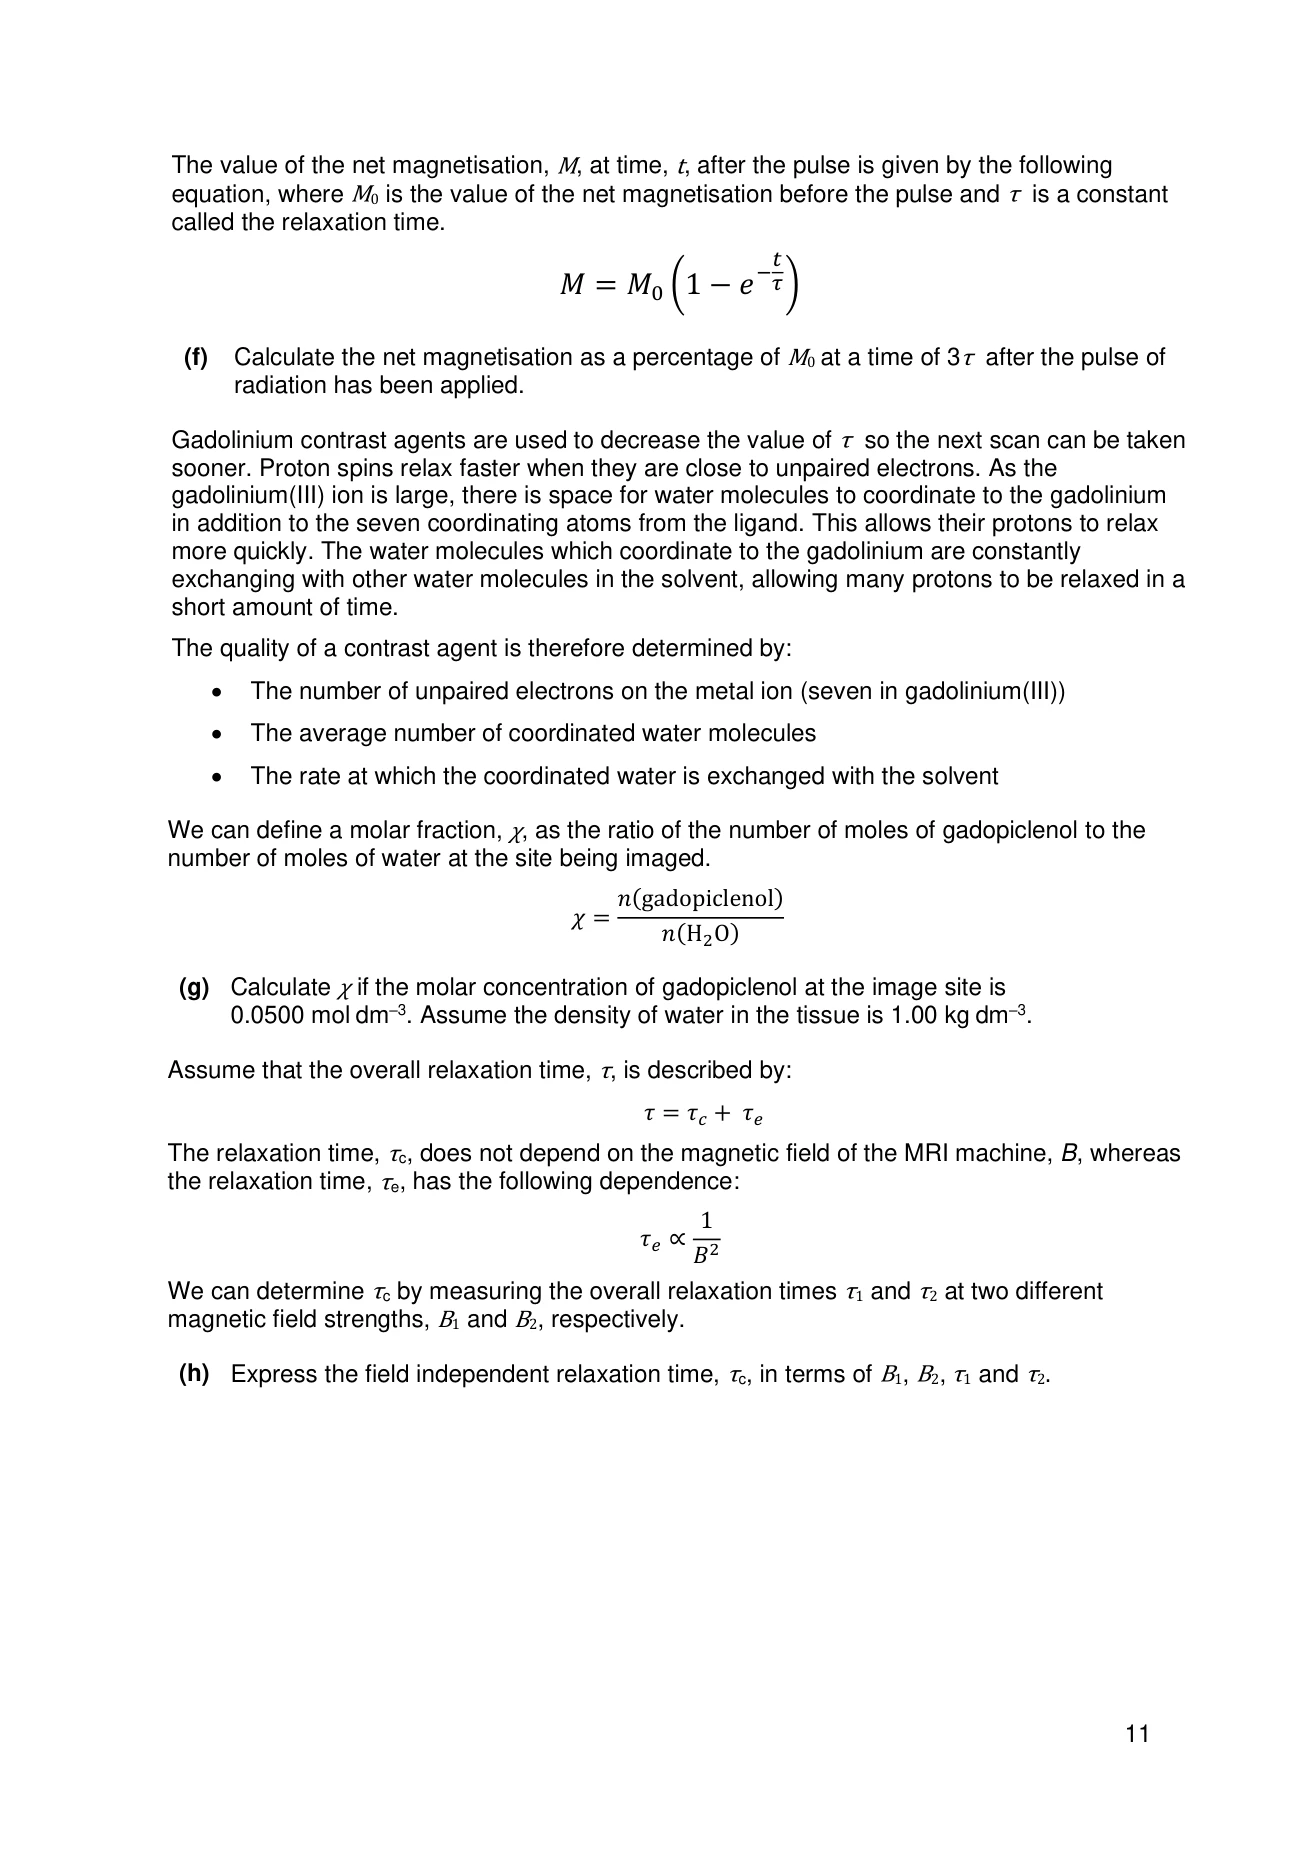 The value of the net magnetisation, M, at time, t, after the pulse is given by the following
equation, where M₀ is the value of the net magnetisation before the pulse and τ is a constant
called the relaxation time.
M = M₀ (1 − e^(−t/τ))
(f) Calculate the net magnetisation as a percentage of M₀ at a time of 3τ after the pulse of
radiation has been applied.
Gadolinium contrast agents are used to decrease the value of τ so the next scan can be taken
sooner. Proton spins relax faster when they are close to unpaired electrons. As the
gadolinium(III) ion is large, there is space for water molecules to coordinate to the gadolinium
in addition to the seven coordinating atoms from the ligand. This allows their protons to relax
more quickly. The water molecules which coordinate to the gadolinium are constantly
exchanging with other water molecules in the solvent, allowing many protons to be relaxed in a
short amount of time.
The quality of a contrast agent is therefore determined by:
• The number of unpaired electrons on the metal ion (seven in gadolinium(III))
• The average number of coordinated water molecules
• The rate at which the coordinated water is exchanged with the solvent
We can define a molar fraction, χ, as the ratio of the number of moles of gadopiclenol to the
number of moles of water at the site being imaged.
χ = n(gadopiclenol) / n(H₂O)
(g) Calculate χ if the molar concentration of gadopiclenol at the image site is
0.0500 mol dm⁻³. Assume the density of water in the tissue is 1.00 kg dm⁻³.
Assume that the overall relaxation time, τ, is described by:
τ = τc + τe
The relaxation time, τc, does not depend on the magnetic field of the MRI machine, B, whereas
the relaxation time, τe, has the following dependence:
τe ∝ 1 / B²
We can determine τc by measuring the overall relaxation times τ₁ and τ₂ at two different
magnetic field strengths, B₁ and B₂, respectively.
(h) Express the field independent relaxation time, τc, in terms of B₁, B₂, τ₁ and τ₂.
11